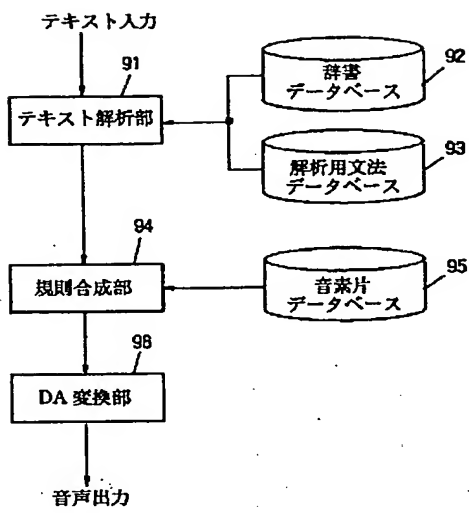 テキスト入力
91
テキスト解析部
辞書
データベース
92
解析用文法
データベース
93
94
規則合成部
音素片
データベース
95
98
DA 変換部
音声出力